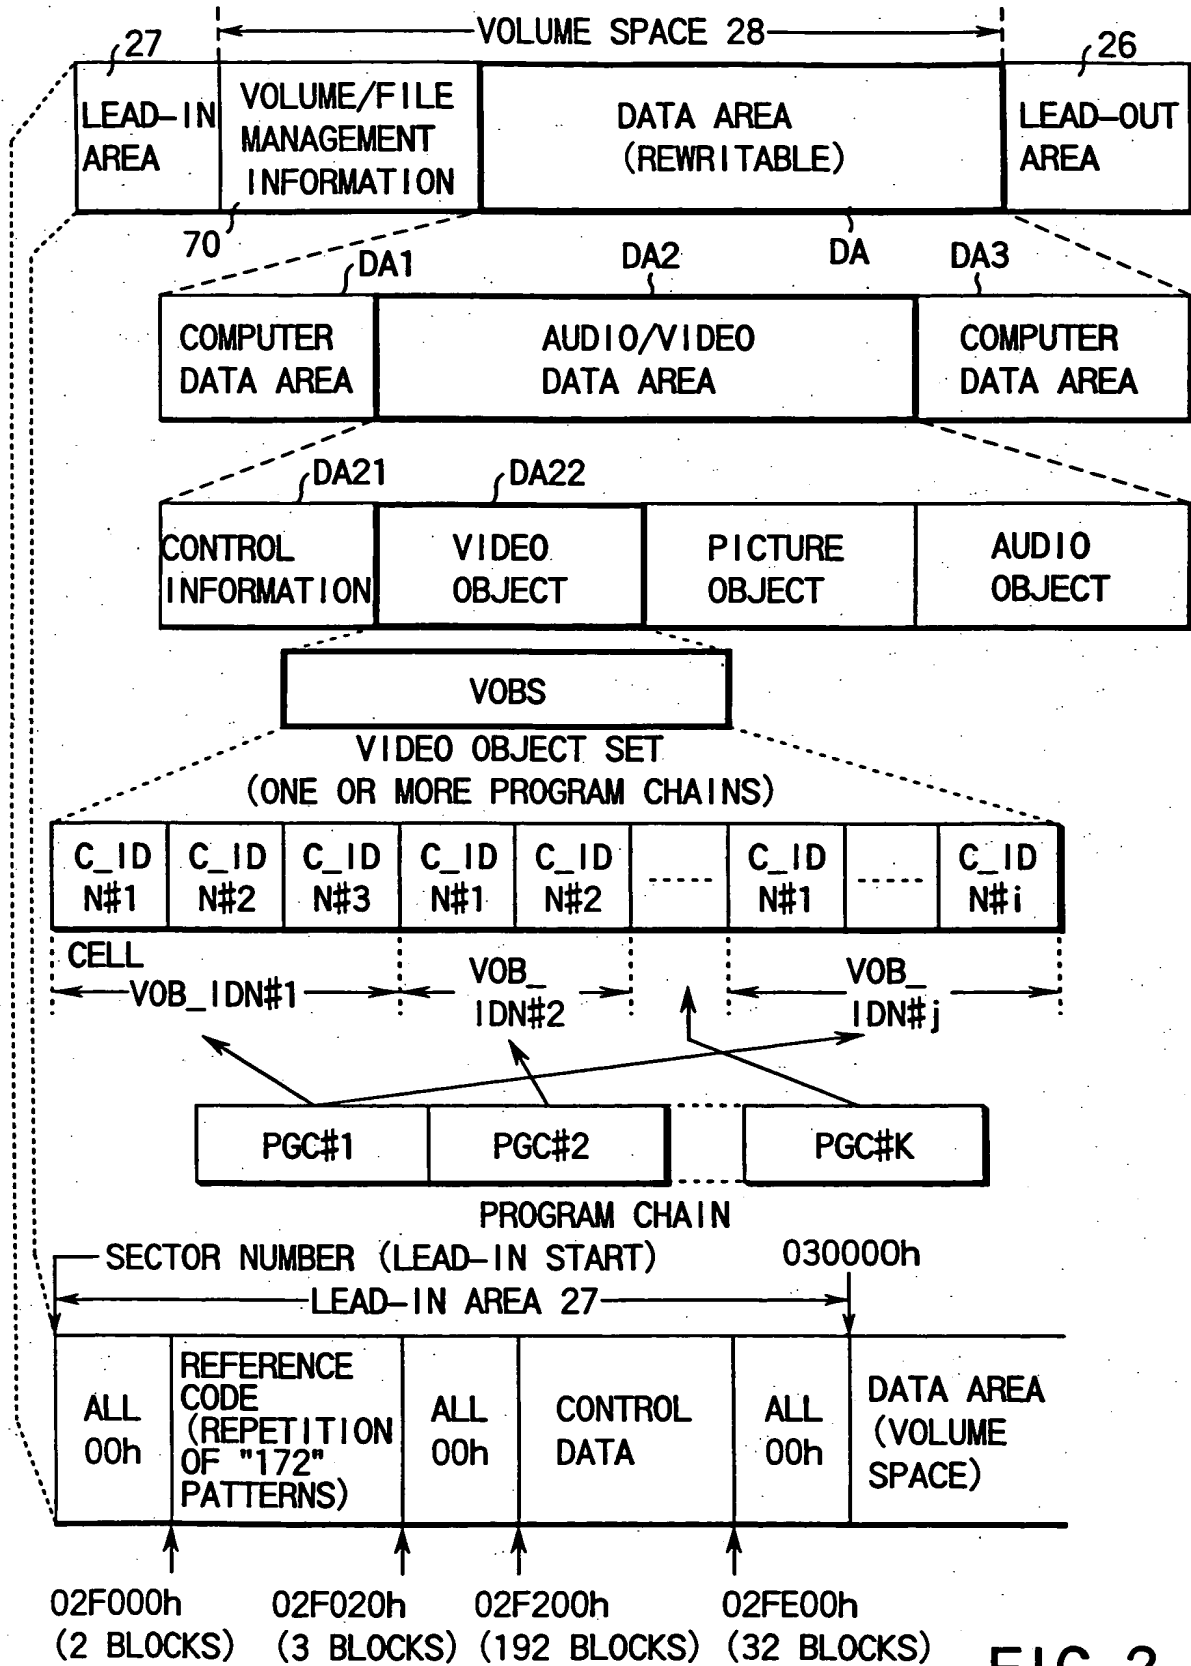 VOLUME SPACE 28
27
26
LEAD-IN
AREA
VOLUME/FILE
MANAGEMENT
INFORMATION
DATA AREA
(REWRITABLE)
LEAD-OUT
AREA
70
DA
DA1
DA2
DA3
COMPUTER
DATA AREA
AUDIO/VIDEO
DATA AREA
COMPUTER
DATA AREA
DA21
DA22
CONTROL
INFORMATION
VIDEO
OBJECT
PICTURE
OBJECT
AUDIO
OBJECT
VOBS
VIDEO OBJECT SET
(ONE OR MORE PROGRAM CHAINS)
C_ID
N#1
C_ID
N#2
C_ID
N#3
C_ID
N#1
C_ID
N#2
C_ID
N#1
C_ID
N#i
CELL
VOB_IDN#1
VOB_
IDN#2
VOB_
IDN#j
PGC#1
PGC#2
PGC#K
PROGRAM CHAIN
SECTOR NUMBER (LEAD-IN START)
030000h
LEAD-IN AREA 27
ALL
00h
REFERENCE
CODE
(REPETITION
OF "172"
PATTERNS)
ALL
00h
CONTROL
DATA
ALL
00h
DATA AREA
(VOLUME
SPACE)
02F000h
(2 BLOCKS)
02F020h
(3 BLOCKS)
02F200h
(192 BLOCKS)
02FE00h
(32 BLOCKS)
FIG. 2